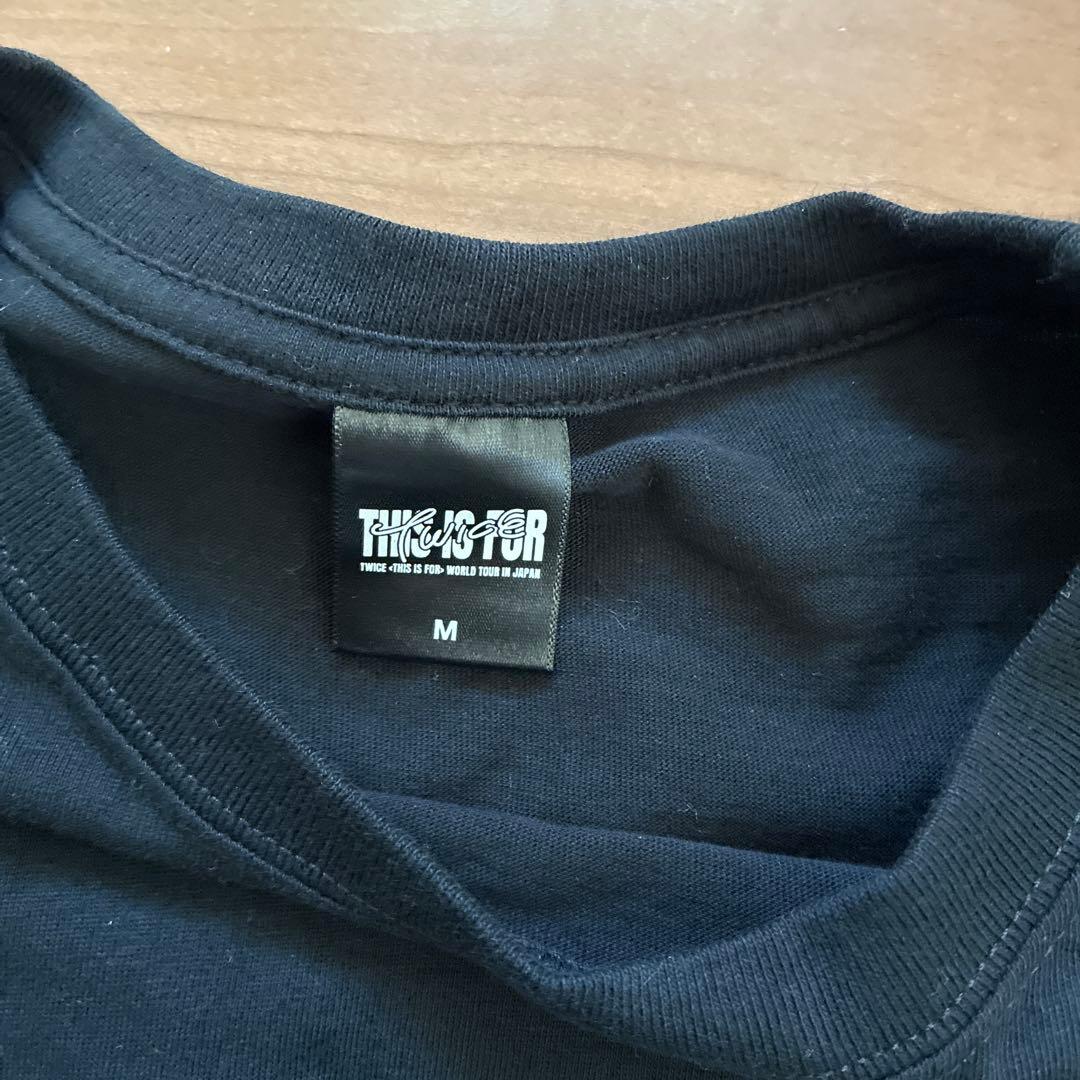 THIS IS FOR
TWICE
TWICE <THIS IS FOR> WORLD TOUR IN JAPAN
M